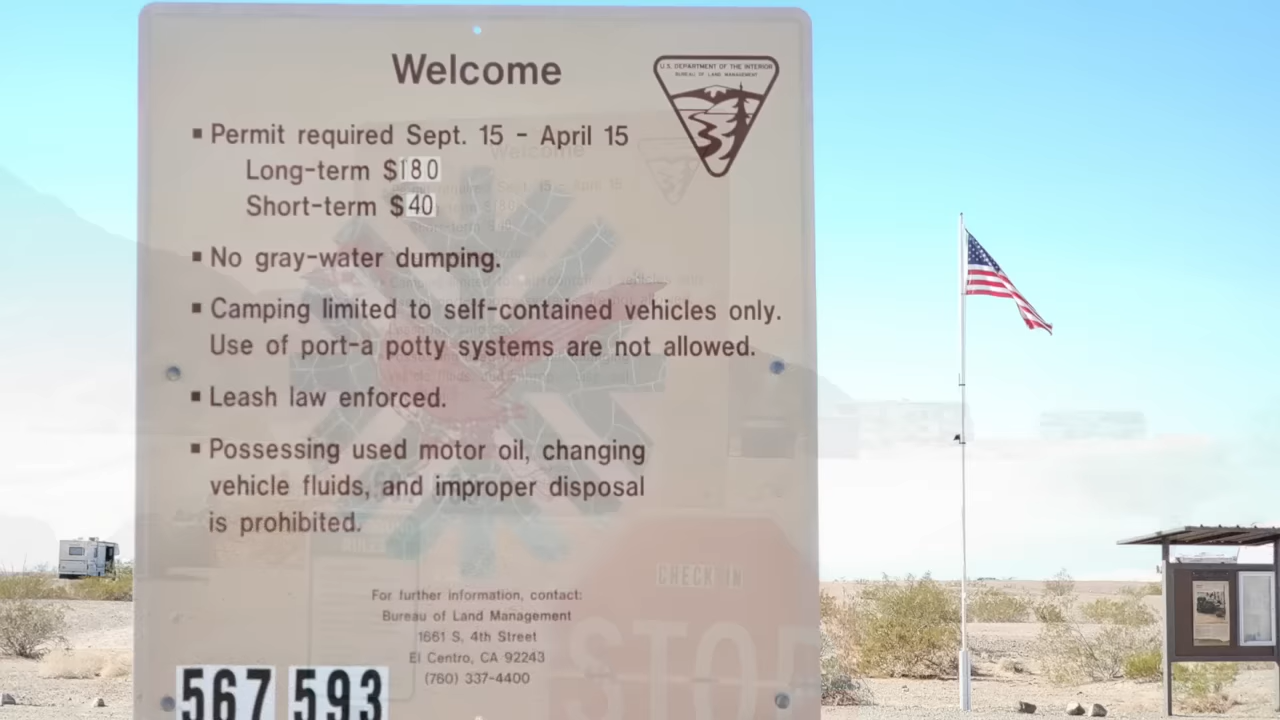 Welcome
U.S. DEPARTMENT OF THE INTERIOR
BUREAU OF LAND MANAGEMENT
▪ Permit required Sept. 15 - April 15
Long-term $180
Short-term $40
▪ No gray-water dumping.
▪ Camping limited to self-contained vehicles only.
Use of port-a potty systems are not allowed.
▪ Leash law enforced.
▪ Possessing used motor oil, changing
vehicle fluids, and improper disposal
is prohibited.
For further information, contact:
Bureau of Land Management
1661 S. 4th Street
El Centro, CA 92243
(760) 337-4400
567 593
CHECK IN
STOP
Welcome